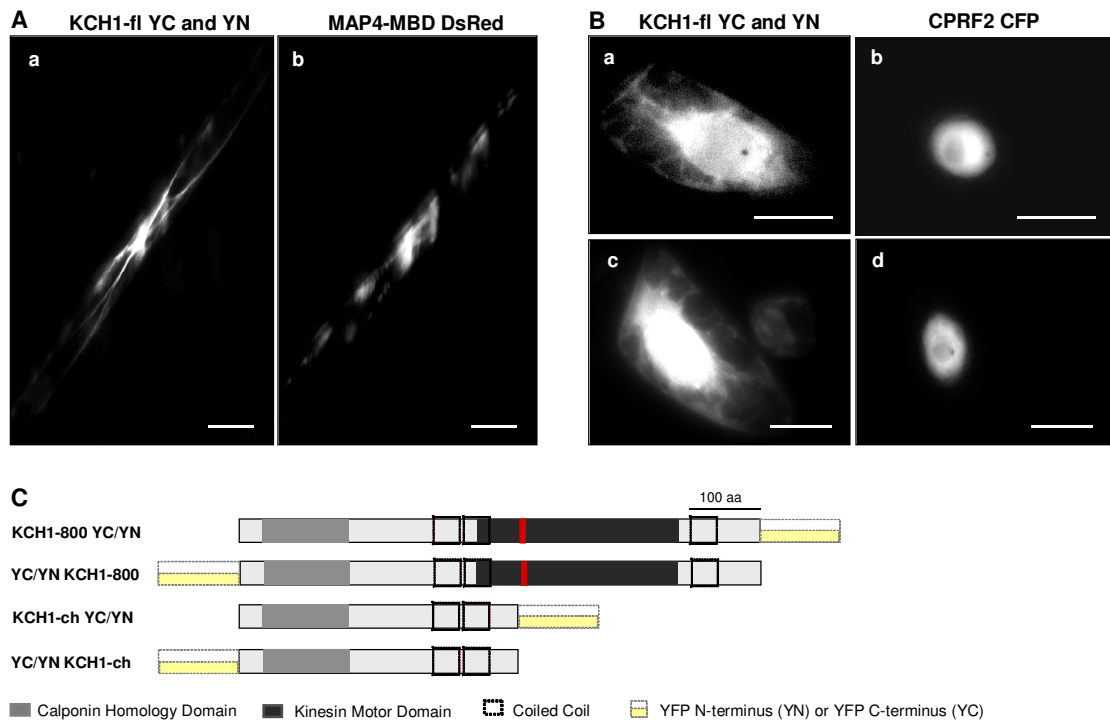 A
KCH1-fl YC and YN
MAP4-MBD DsRed
a
b
B
KCH1-fl YC and YN
CPRF2 CFP
a
b
c
d
C
100 aa
KCH1-800 YC/YN
YC/YN KCH1-800
KCH1-ch YC/YN
YC/YN KCH1-ch
Calponin Homology Domain
Kinesin Motor Domain
Coiled Coil
YFP N-terminus (YN) or YFP C-terminus (YC)